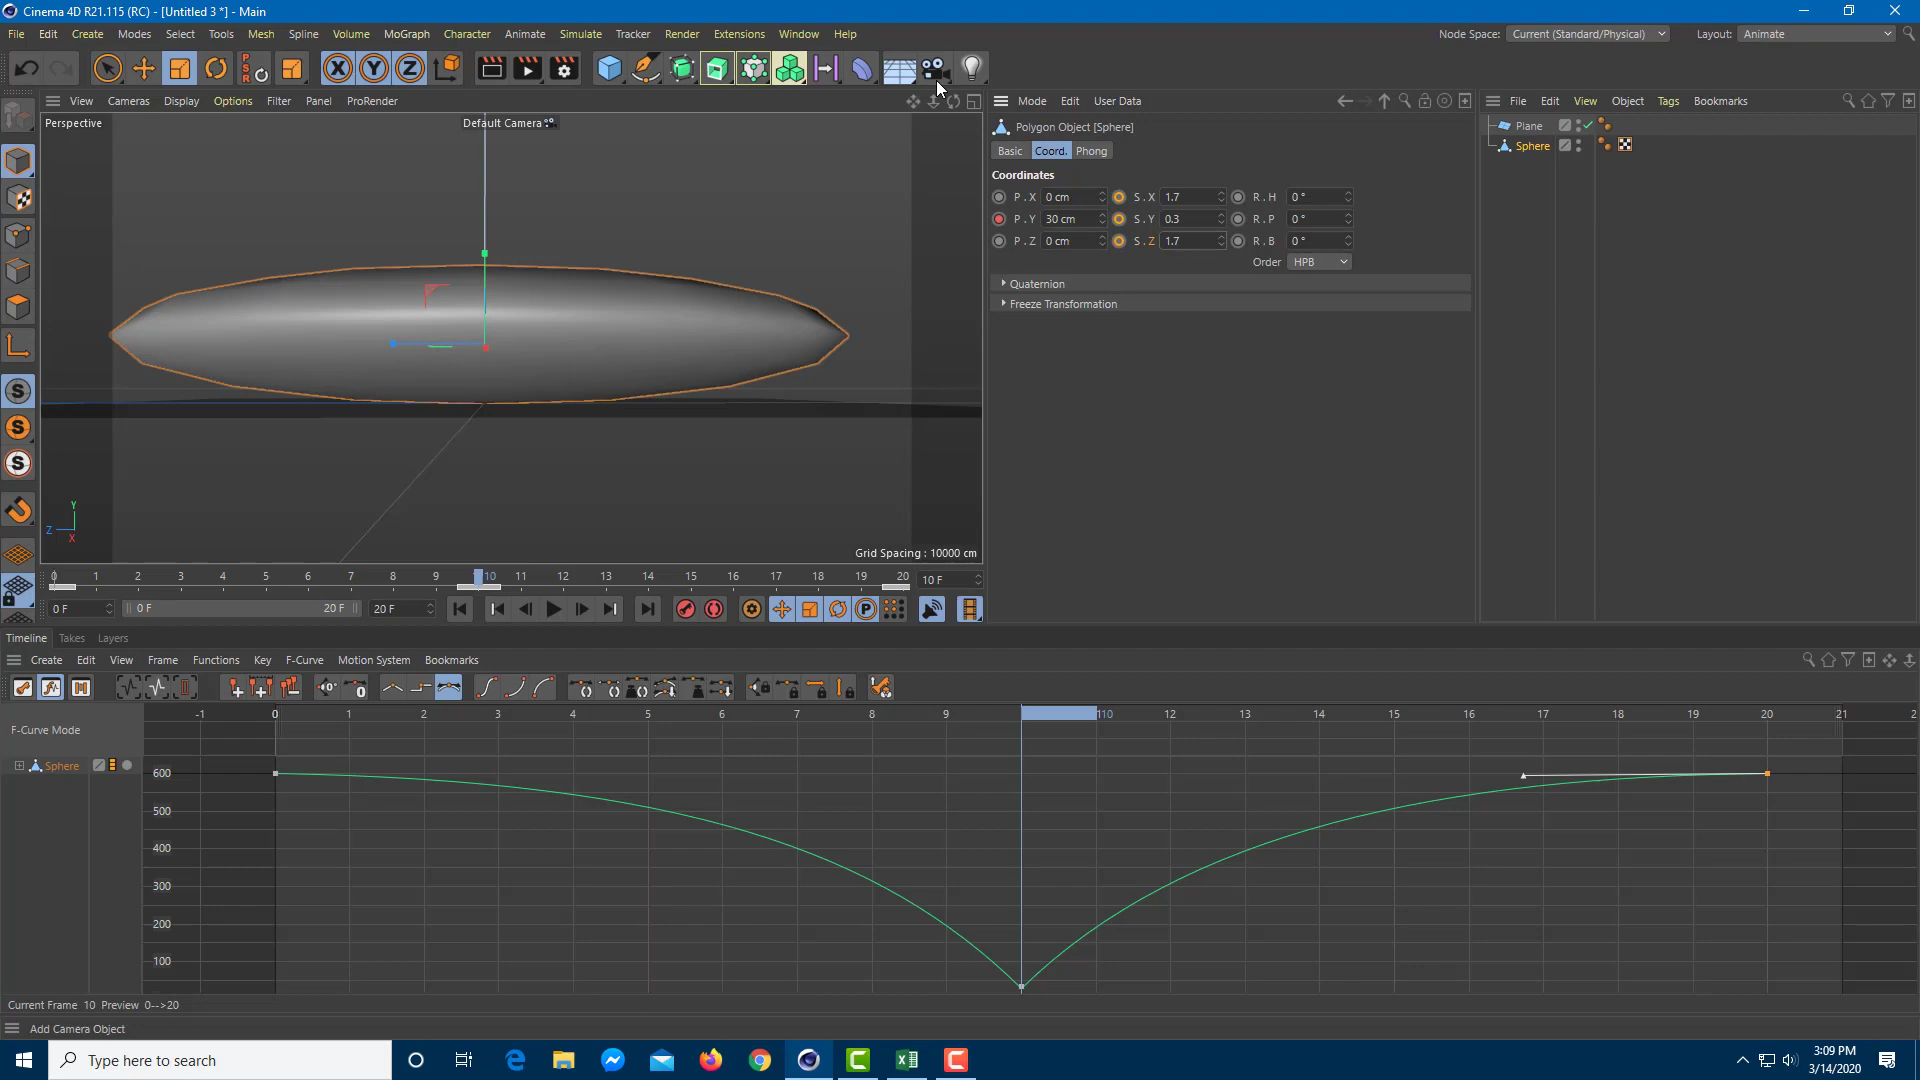 Cinema 4D R21.115 (RC) - [Untitled 3 *] - Main
File Edit Create Modes Select Tools Mesh Spline Volume MoGraph Character Animate Simulate Tracker Render Extensions Window Help Node Space: Current (Standard/Physical) Layout: Animate
P S R X Y Z
View Cameras Display Options Filter Panel ProRender
Mode Edit User Data
File Edit View Object Tags Bookmarks
Perspective
Default Camera
Polygon Object [Sphere]
Basic Coord. Phong
Coordinates
P . X 0 cm S . X 1.7 R . H 0 °
P . Y 30 cm S . Y 0.3 R . P 0 °
P . Z 0 cm S . Z 1.7 R . B 0 °
Order HPB
Quaternion
Freeze Transformation
Plane
Sphere
S
S
S
Y
Z
X
Grid Spacing : 10000 cm
0 1 2 3 4 5 6 7 8 9 10 11 12 13 14 15 16 17 18 19 20 10 F
0 F 0 F 20 F 20 F P
Timeline Takes Layers
Create Edit View Frame Functions Key F-Curve Motion System Bookmarks
-1 0 1 2 3 4 5 6 7 8 9 110 12 13 14 15 16 17 18 19 20 21 2
F-Curve Mode
Sphere
600
500
400
300
200
100
Current Frame 10 Preview 0-->20
Add Camera Object
Type here to search
3:09 PM
3/14/2020